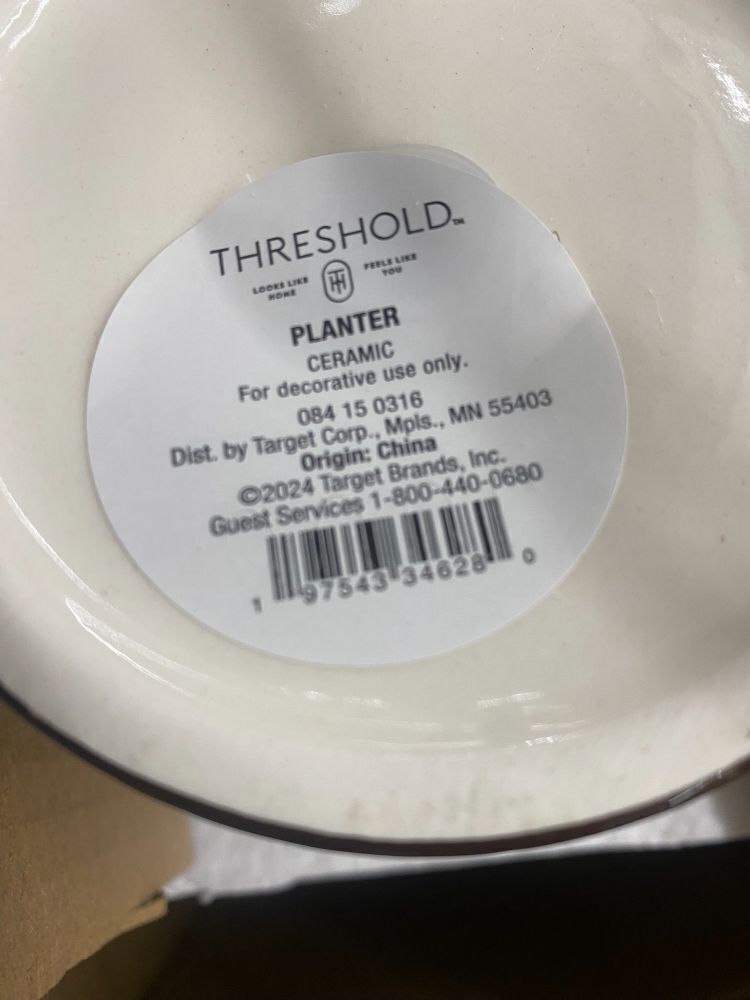 THRESHOLD™
LOOKS LIKE HOME
TH
FEELS LIKE YOU
PLANTER
CERAMIC
For decorative use only.
084 15 0316
Dist. by Target Corp., Mpls., MN 55403
Origin: China
©2024 Target Brands, Inc.
Guest Services 1-800-440-0680
1 97543 34628 0